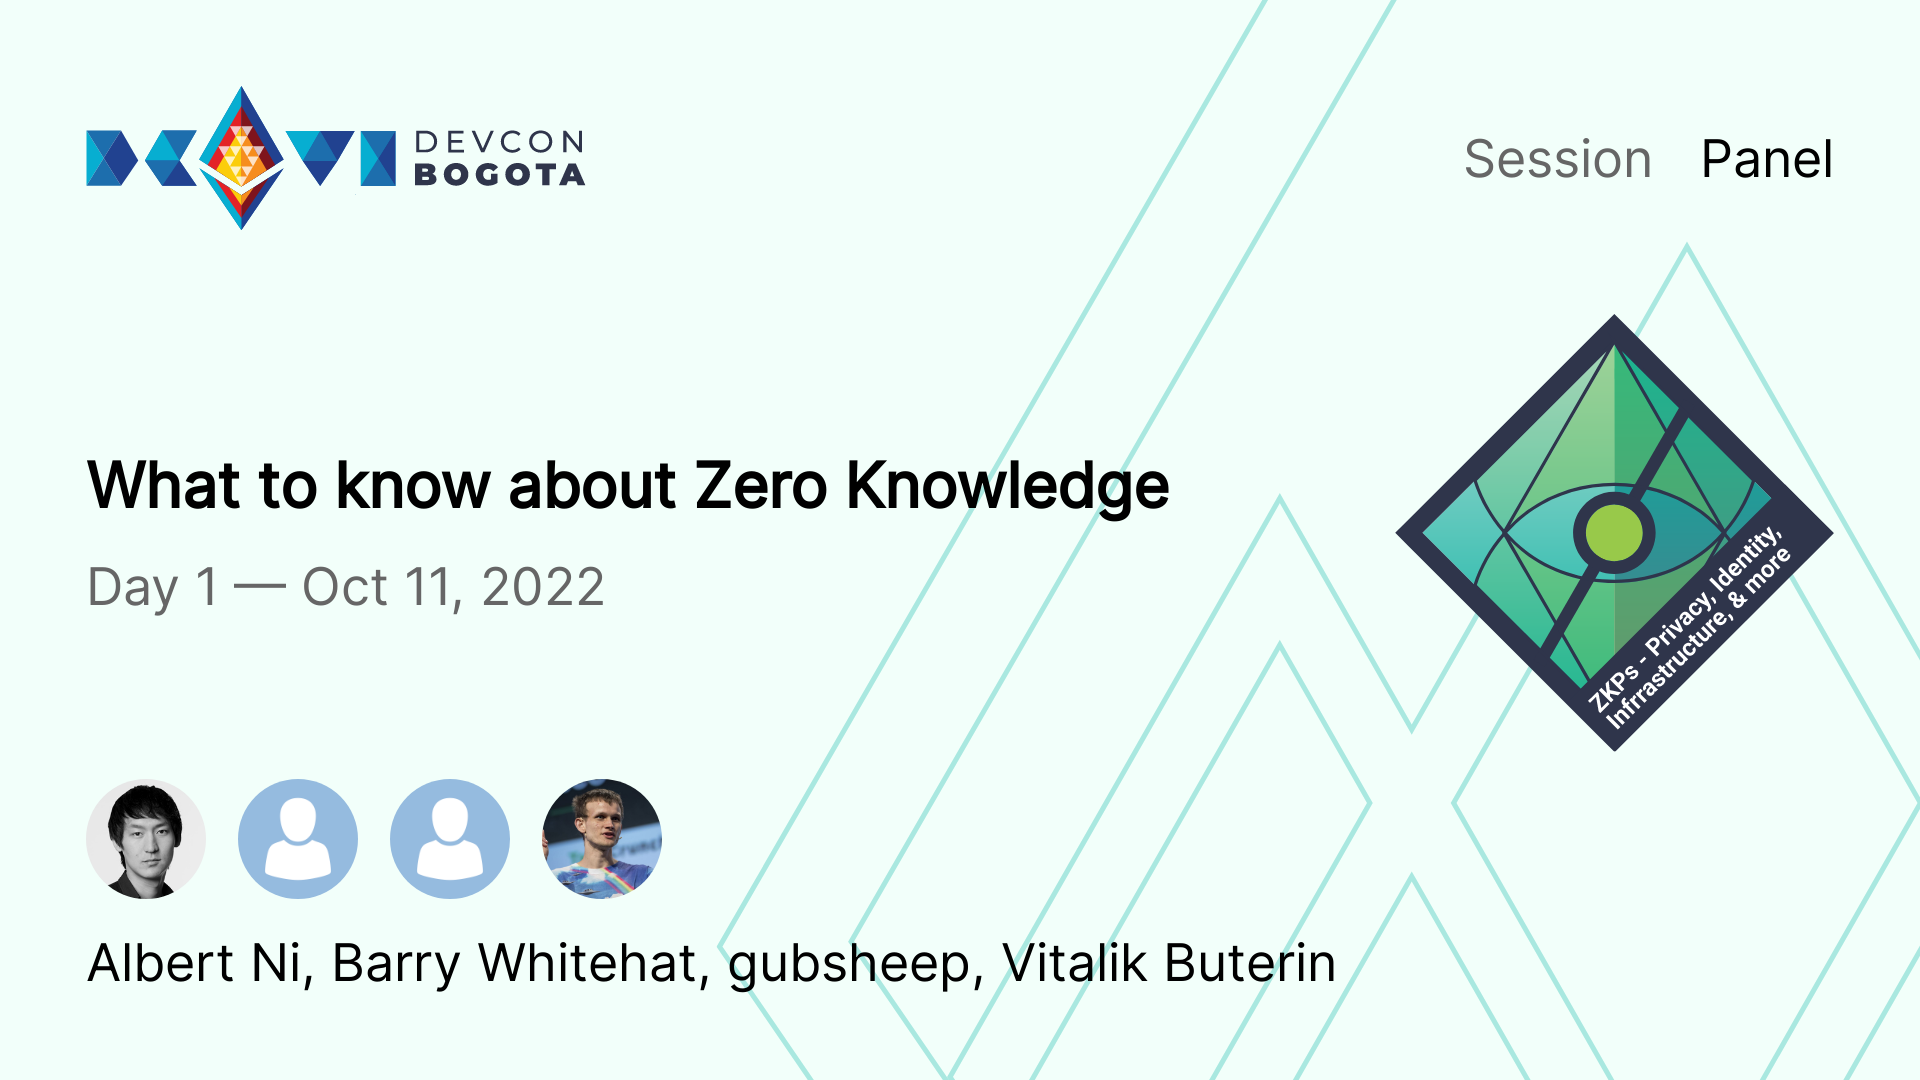 DEVCON
BOGOTA
Session Panel
What to know about Zero Knowledge
Day 1 — Oct 11, 2022
ZKPs - Privacy, Identity,
Infrrastructure, & more
Albert Ni, Barry Whitehat, gubsheep, Vitalik Buterin